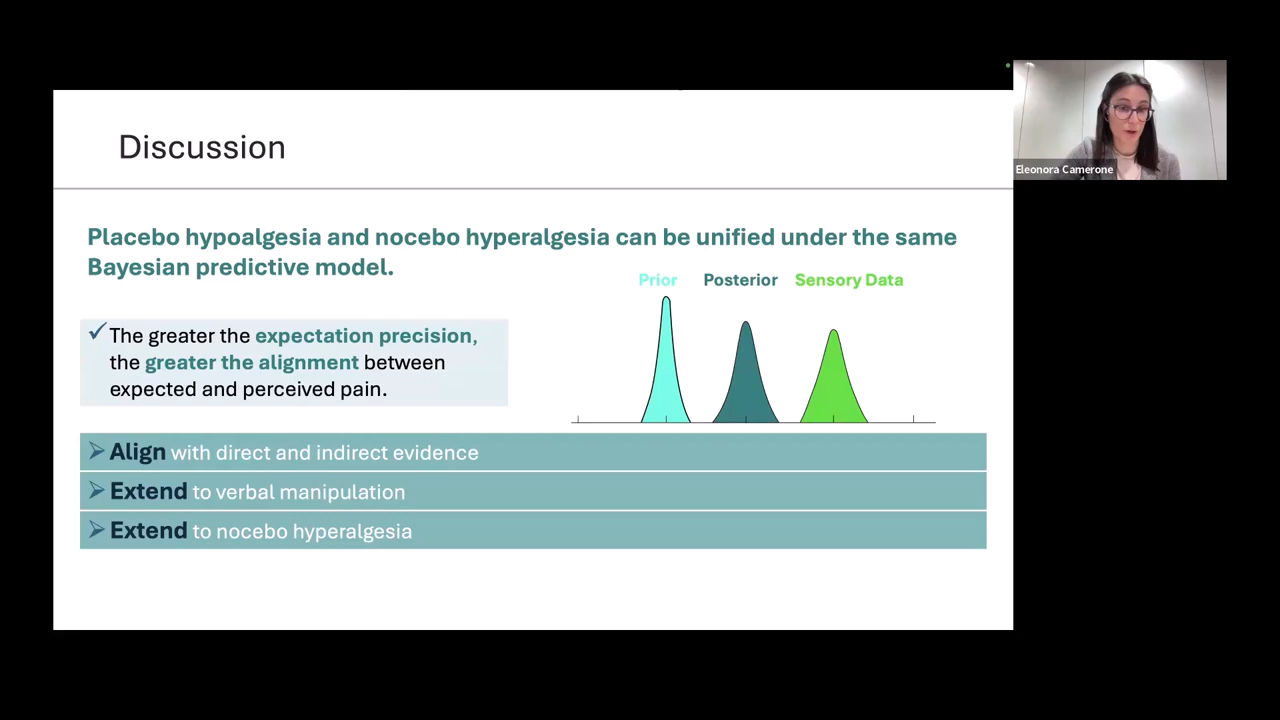 Discussion
Placebo hypoalgesia and nocebo hyperalgesia can be unified under the same
Bayesian predictive model.
Prior Posterior Sensory Data
The greater the expectation precision,
the greater the alignment between
expected and perceived pain.
Align with direct and indirect evidence
Extend to verbal manipulation
Extend to nocebo hyperalgesia
Eleonora Camerone